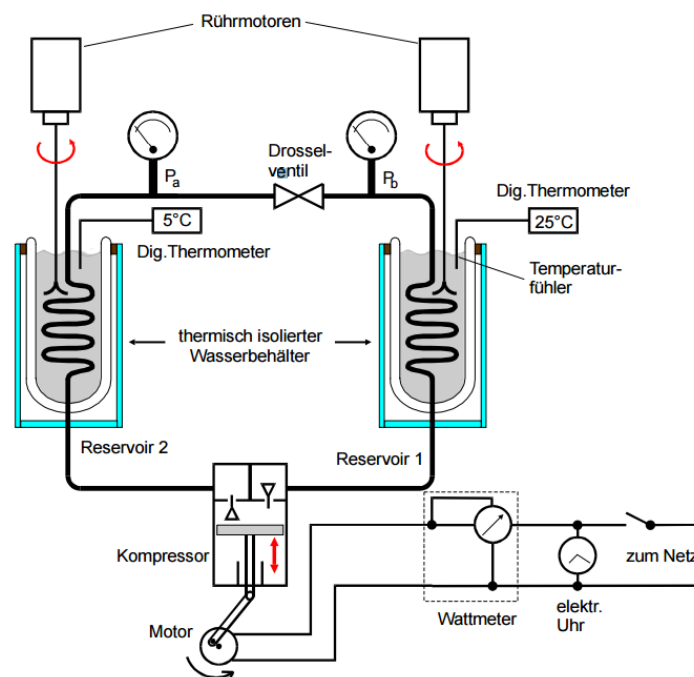 Rührmotoren
Drossel-
ventil
Pa
Pb
Dig.Thermometer
5°C
25°C
Dig.Thermometer
Temperatur-
fühler
thermisch isolierter
Wasserbehälter
Reservoir 2
Reservoir 1
Kompressor
zum Netz
Motor
Wattmeter
elektr.
Uhr